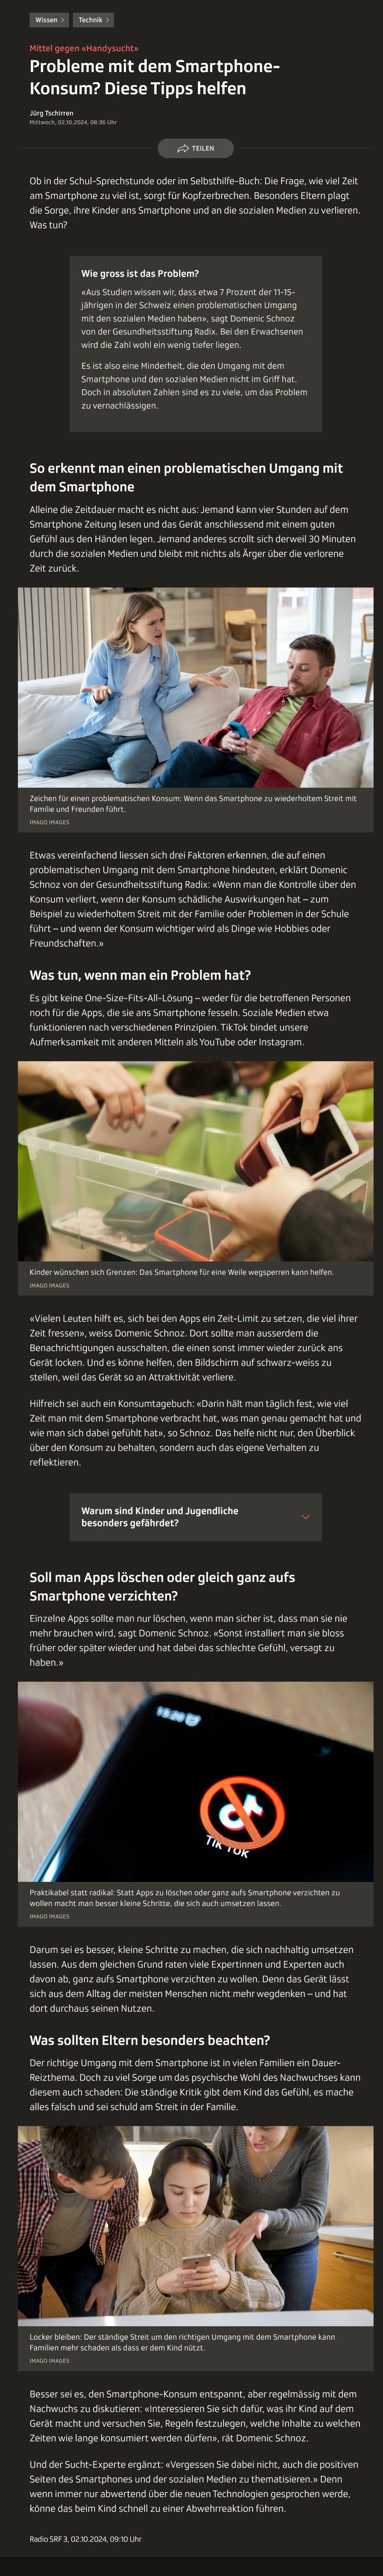 Wissen
Technik
Mittel gegen «Handysucht»
Probleme mit dem Smartphone-
Konsum? Diese Tipps helfen
Jürg Tschirren
Mittwoch, 02.10.2024, 08:36 Uhr
TEILEN
Ob in der Schul-Sprechstunde oder im Selbsthilfe-Buch: Die Frage, wie viel Zeit
am Smartphone zu viel ist, sorgt für Kopfzerbrechen. Besonders Eltern plagt
die Sorge, ihre Kinder ans Smartphone und an die sozialen Medien zu verlieren.
Was tun?
Wie gross ist das Problem?
«Aus Studien wissen wir, dass etwa 7 Prozent der 11-15-
jährigen in der Schweiz einen problematischen Umgang
mit den sozialen Medien haben», sagt Domenic Schnoz
von der Gesundheitsstiftung Radix. Bei den Erwachsenen
wird die Zahl wohl ein wenig tiefer liegen.
Es ist also eine Minderheit, die den Umgang mit dem
Smartphone und den sozialen Medien nicht im Griff hat.
Doch in absoluten Zahlen sind es zu viele, um das Problem
zu vernachlässigen.
So erkennt man einen problematischen Umgang mit
dem Smartphone
Alleine die Zeitdauer macht es nicht aus: Jemand kann vier Stunden auf dem
Smartphone Zeitung lesen und das Gerät anschliessend mit einem guten
Gefühl aus den Händen legen. Jemand anderes scrollt sich derweil 30 Minuten
durch die sozialen Medien und bleibt mit nichts als Ärger über die verlorene
Zeit zurück.
Zeichen für einen problematischen Konsum: Wenn das Smartphone zu wiederholtem Streit mit
Familie und Freunden führt.
IMAGO IMAGES
Etwas vereinfachend liessen sich drei Faktoren erkennen, die auf einen
problematischen Umgang mit dem Smartphone hindeuten, erklärt Domenic
Schnoz von der Gesundheitsstiftung Radix: «Wenn man die Kontrolle über den
Konsum verliert, wenn der Konsum schädliche Auswirkungen hat – zum
Beispiel zu wiederholtem Streit mit der Familie oder Problemen in der Schule
führt – und wenn der Konsum wichtiger wird als Dinge wie Hobbies oder
Freundschaften.»
Was tun, wenn man ein Problem hat?
Es gibt keine One-Size-Fits-All-Lösung – weder für die betroffenen Personen
noch für die Apps, die sie ans Smartphone fesseln. Soziale Medien etwa
funktionieren nach verschiedenen Prinzipien. TikTok bindet unsere
Aufmerksamkeit mit anderen Mitteln als YouTube oder Instagram.
Kinder wünschen sich Grenzen: Das Smartphone für eine Weile wegsperren kann helfen.
IMAGO IMAGES
«Vielen Leuten hilft es, sich bei den Apps ein Zeit-Limit zu setzen, die viel ihrer
Zeit fressen», weiss Domenic Schnoz. Dort sollte man ausserdem die
Benachrichtigungen ausschalten, die einen sonst immer wieder zurück ans
Gerät locken. Und es könne helfen, den Bildschirm auf schwarz-weiss zu
stellen, weil das Gerät so an Attraktivität verliere.
Hilfreich sei auch ein Konsumtagebuch: «Darin hält man täglich fest, wie viel
Zeit man mit dem Smartphone verbracht hat, was man genau gemacht hat und
wie man sich dabei gefühlt hat», so Schnoz. Das helfe nicht nur, den Überblick
über den Konsum zu behalten, sondern auch das eigene Verhalten zu
reflektieren.
Warum sind Kinder und Jugendliche
besonders gefährdet?
Soll man Apps löschen oder gleich ganz aufs
Smartphone verzichten?
Einzelne Apps sollte man nur löschen, wenn man sicher ist, dass man sie nie
mehr brauchen wird, sagt Domenic Schnoz. «Sonst installiert man sie bloss
früher oder später wieder und hat dabei das schlechte Gefühl, versagt zu
haben.»
TIK TOK
Praktikabel statt radikal: Statt Apps zu löschen oder ganz aufs Smartphone verzichten zu
wollen macht man besser kleine Schritte, die sich auch umsetzen lassen.
IMAGO IMAGES
Darum sei es besser, kleine Schritte zu machen, die sich nachhaltig umsetzen
lassen. Aus dem gleichen Grund raten viele Expertinnen und Experten auch
davon ab, ganz aufs Smartphone verzichten zu wollen. Denn das Gerät lässt
sich aus dem Alltag der meisten Menschen nicht mehr wegdenken – und hat
dort durchaus seinen Nutzen.
Was sollten Eltern besonders beachten?
Der richtige Umgang mit dem Smartphone ist in vielen Familien ein Dauer-
Reizthema. Doch zu viel Sorge um das psychische Wohl des Nachwuchses kann
diesem auch schaden: Die ständige Kritik gibt dem Kind das Gefühl, es mache
alles falsch und sei schuld am Streit in der Familie.
Locker bleiben: Der ständige Streit um den richtigen Umgang mit dem Smartphone kann
Familien mehr schaden als dass er dem Kind nützt.
IMAGO IMAGES
Besser sei es, den Smartphone-Konsum entspannt, aber regelmässig mit dem
Nachwuchs zu diskutieren: «Interessieren Sie sich dafür, was ihr Kind auf dem
Gerät macht und versuchen Sie, Regeln festzulegen, welche Inhalte zu welchen
Zeiten wie lange konsumiert werden dürfen», rät Domenic Schnoz.
Und der Sucht-Experte ergänzt: «Vergessen Sie dabei nicht, auch die positiven
Seiten des Smartphones und der sozialen Medien zu thematisieren.» Denn
wenn immer nur abwertend über die neuen Technologien gesprochen werde,
könne das beim Kind schnell zu einer Abwehrreaktion führen.
Radio SRF 3, 02.10.2024, 09:10 Uhr